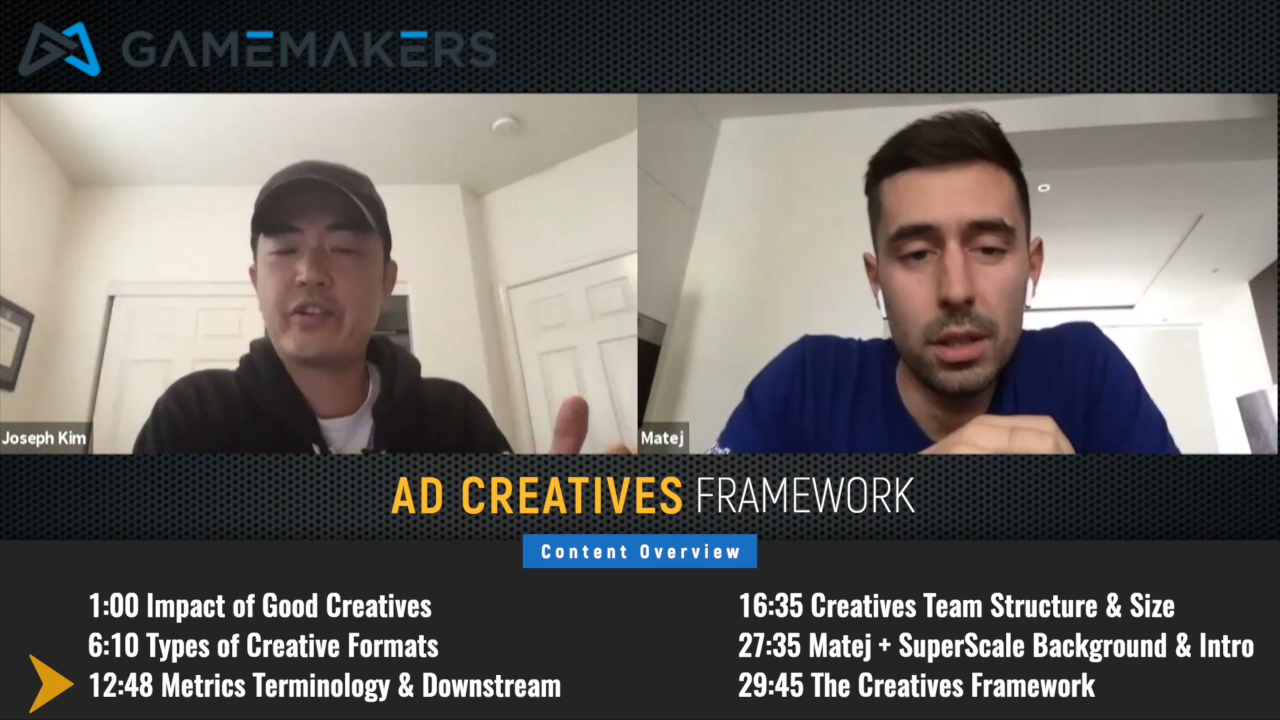 GAMEMAKERS
Joseph Kim
Matej
AD CREATIVES FRAMEWORK
Content Overview
1:00 Impact of Good Creatives
6:10 Types of Creative Formats
12:48 Metrics Terminology & Downstream
16:35 Creatives Team Structure & Size
27:35 Matej + SuperScale Background & Intro
29:45 The Creatives Framework